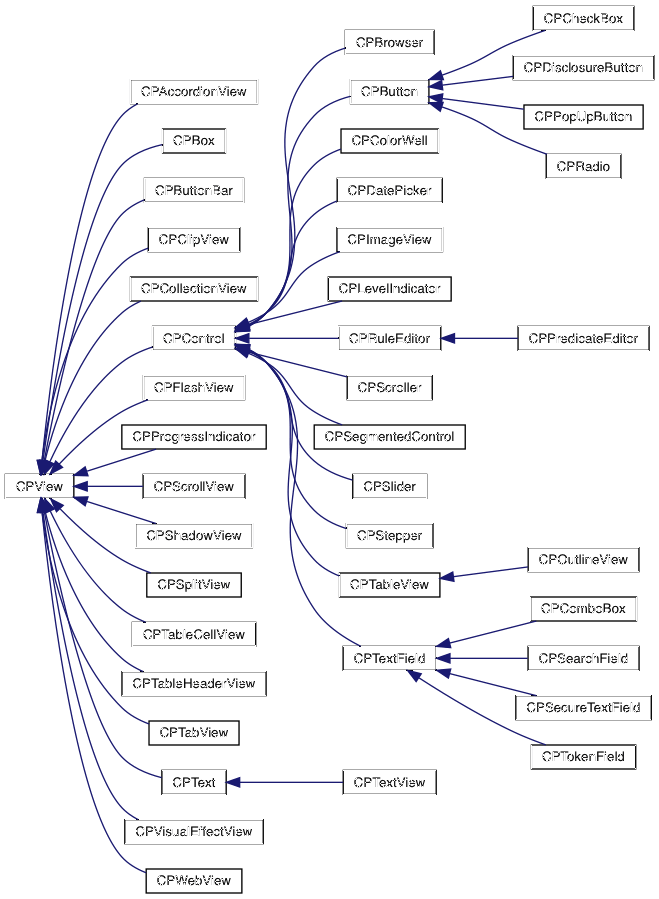 CPCheckBox
CPBrowser
CPDisclosureButton
CPAccordionView
CPButton
CPPopUpButton
CPBox
CPColorWell
CPRadio
CPButtonBar
CPDatePicker
CPClipView
CPImageView
CPCollectionView
CPLevelIndicator
CPControl
CPRuleEditor
CPPredicateEditor
CPFlashView
CPScroller
CPProgressIndicator
CPSegmentedControl
CPView
CPScrollView
CPSlider
CPShadowView
CPStepper
CPOutlineView
CPSplitView
CPTableView
CPComboBox
CPTableCellView
CPTextField
CPSearchField
CPTableHeaderView
CPSecureTextField
CPTabView
CPTokenField
CPText
CPTextView
CPVisualEffectView
CPWebView